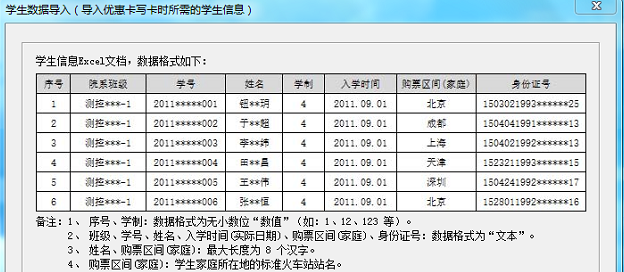 学生数据导入(导入优惠卡写卡时所需的学生信息)
学生信息Excel文档，数据格式如下:
序号 院系班级 学号 姓名 学制 入学时间 购票区间(家庭) 身份证号
1 测控***-1 2011*****001 钮**玥 4 2011.09.01 北京 1503021993******25
2 测控***-1 2011*****002 于**超 4 2011.09.01 成都 1504041991******13
3 测控***-1 2011*****003 李**纬 4 2011.09.01 上海 1504021992******13
4 测控***-1 2011*****004 田**昌 4 2011.09.01 天津 1523211993******15
5 测控***-1 2011*****005 王**伟 4 2011.09.01 深圳 1504241992******17
6 测控***-1 2011*****006 张**恒 4 2011.09.01 北京 1528011992******16
备注: 1、 序号、学制: 数据格式为无小数位“数值”(如: 1、12、123 等)。
2、 班级、学号、姓名、入学时间(实际日期)、购票区间(家庭)、身份证号: 数据格式为“文本”。
3、 姓名、购票区间(家庭): 最大长度为 8 个汉字。
4、 购票区间(家庭): 学生家庭所在地的标准火车站站名。